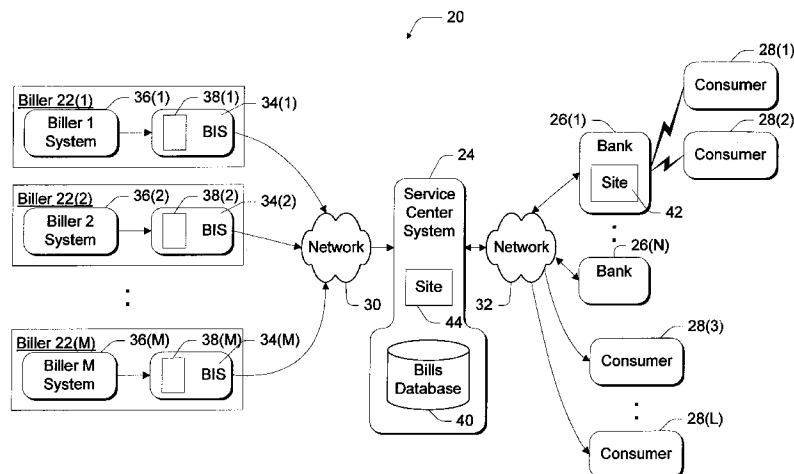 20
Biller 22(1)
36(1)
38(1)
34(1)
Biller 1
System
BIS
Biller 22(2)
36(2)
38(2)
34(2)
Biller 2
System
BIS
Biller 22(M)
36(M)
38(M)
34(M)
Biller M
System
BIS
Network
30
24
Service
Center
System
Site
44
Bills
Database
40
Network
32
26(1)
Bank
Site
42
26(N)
Bank
28(1)
Consumer
28(2)
Consumer
28(3)
Consumer
28(L)
Consumer